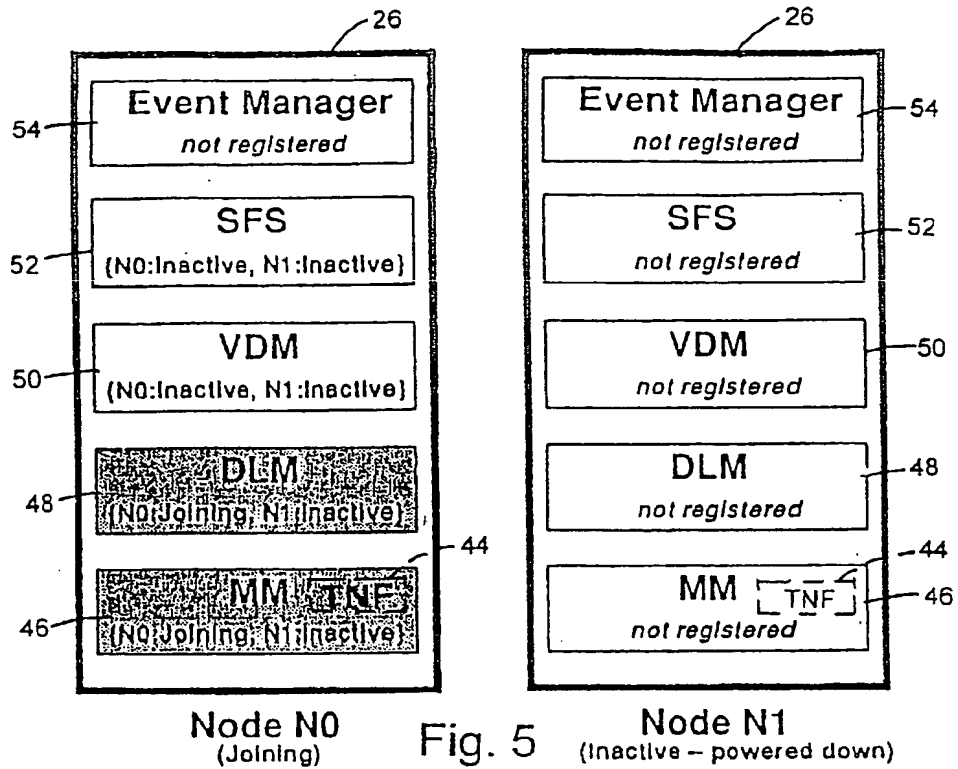 26
Event Manager
not registered
54
SFS
{N0:Inactive, N1:Inactive}
52
VDM
{N0:Inactive, N1:Inactive}
50
DLM
{N0:Joining, N1:Inactive}
48
44
MM TNF
{N0:Joining, N1:Inactive}
46
Node N0
(Joining)
26
Event Manager
not registered
54
SFS
not registered
52
VDM
not registered
50
DLM
not registered
48
44
MM TNF
not registered
46
Node N1
(Inactive – powered down)
Fig. 5